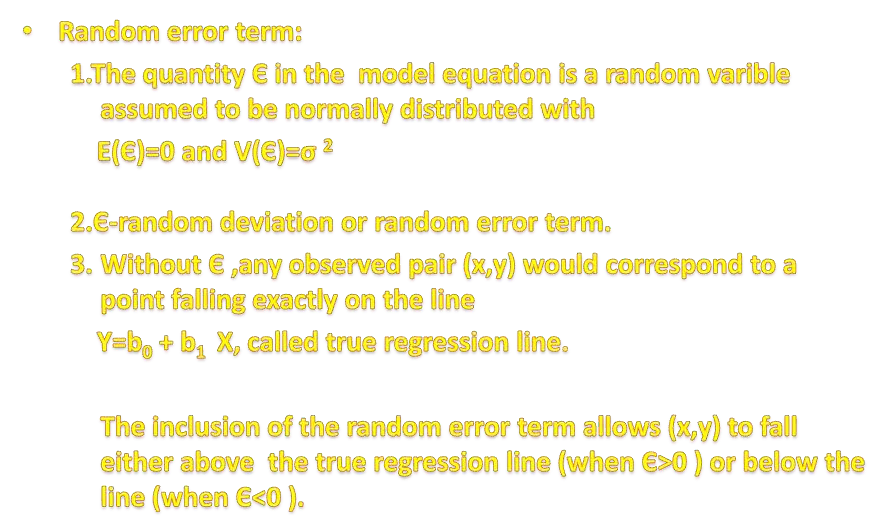 • Random error term:
1.The quantity Є in the model equation is a random varible
assumed to be normally distributed with
E(Є)=0 and V(Є)=σ ²
2.Є-random deviation or random error term.
3. Without Є ,any observed pair (x,y) would correspond to a
point falling exactly on the line
Y=b₀ + b₁ X, called true regression line.
The inclusion of the random error term allows (x,y) to fall
either above the true regression line (when Є>0 ) or below the
line (when Є<0 ).